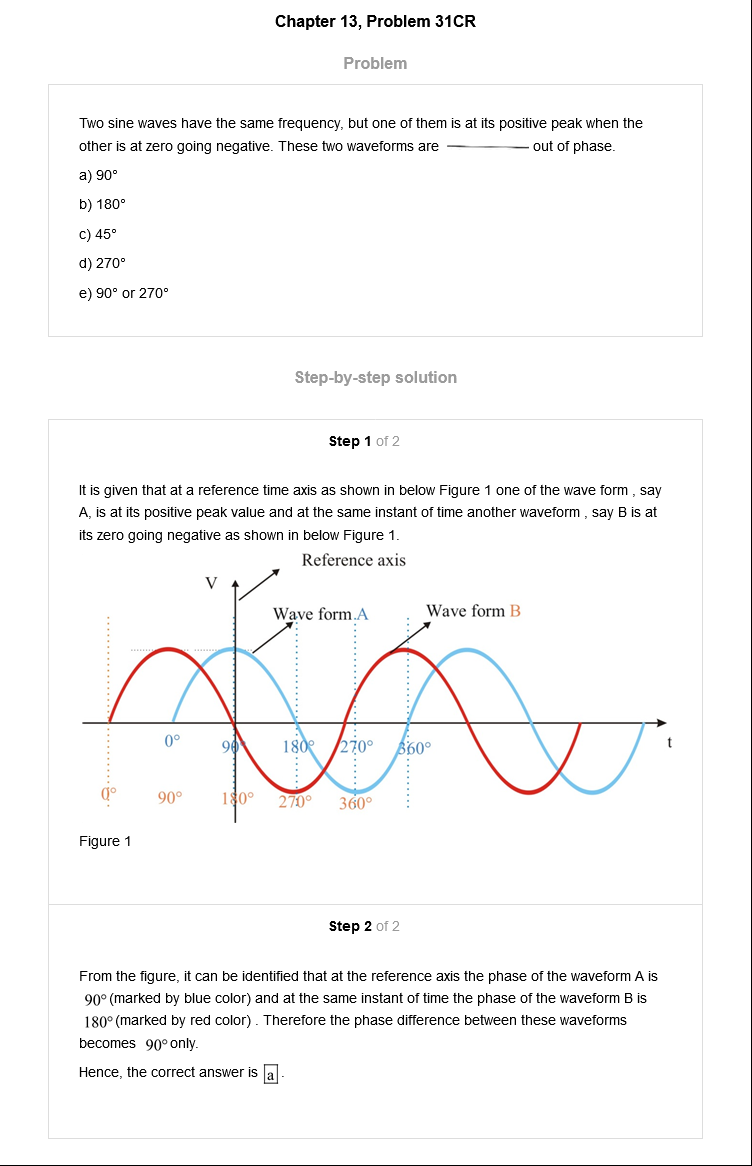 Chapter 13, Problem 31CR
Problem
Two sine waves have the same frequency, but one of them is at its positive peak when the
other is at zero going negative. These two waveforms are ________ out of phase.
a) 90°
b) 180°
c) 45°
d) 270°
e) 90° or 270°
Step-by-step solution
Step 1 of 2
It is given that at a reference time axis as shown in below Figure 1 one of the wave form , say
A, is at its positive peak value and at the same instant of time another waveform , say B is at
its zero going negative as shown in below Figure 1.
Reference axis
V
Wave form A
Wave form B
0° 90° 180° 270° 360°
t
0° 90° 180° 270° 360°
Figure 1
Step 2 of 2
From the figure, it can be identified that at the reference axis the phase of the waveform A is
90° (marked by blue color) and at the same instant of time the phase of the waveform B is
180° (marked by red color) . Therefore the phase difference between these waveforms
becomes 90° only.
Hence, the correct answer is a .